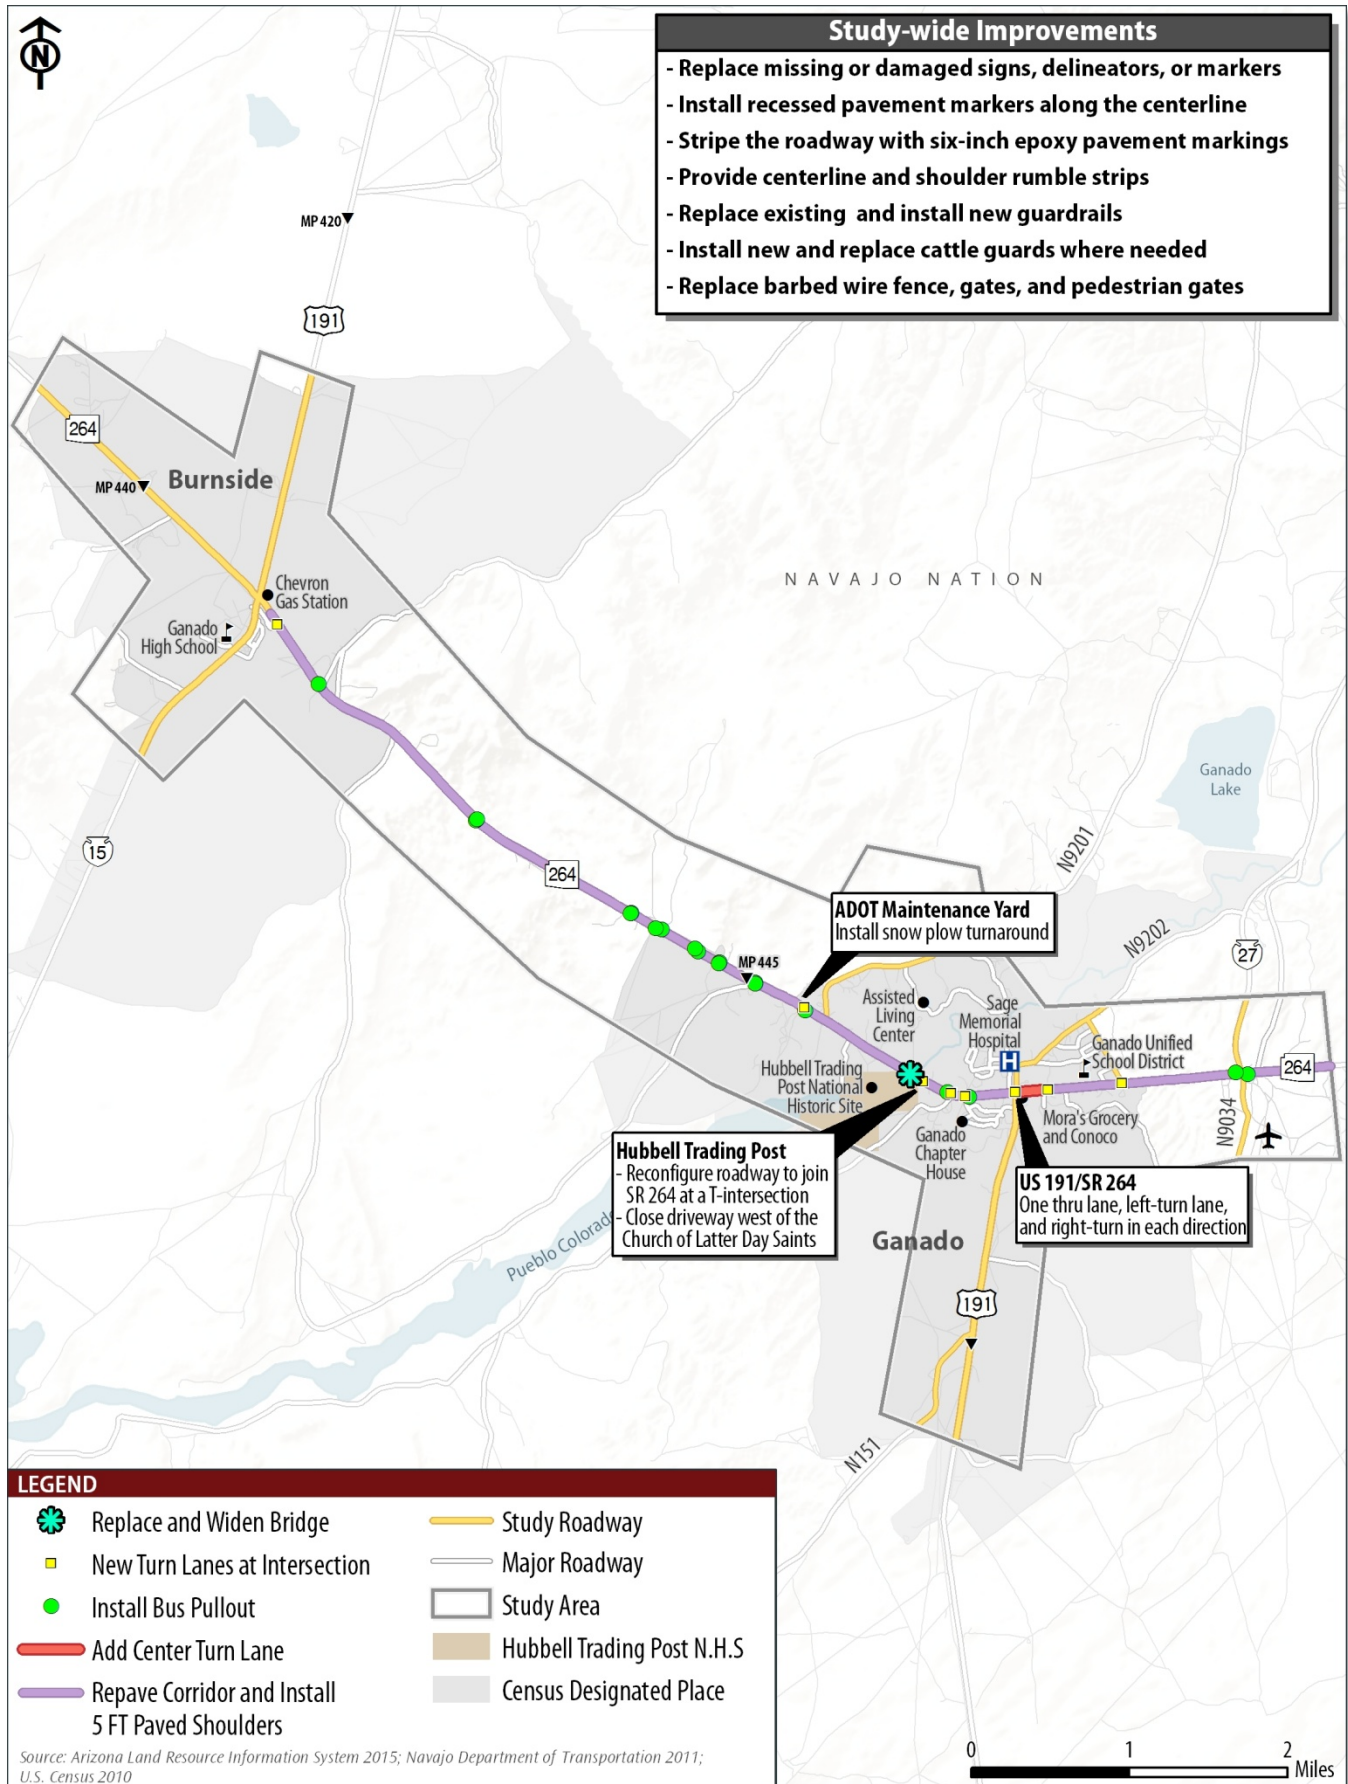 N
Study-wide Improvements
- Replace missing or damaged signs, delineators, or markers
- Install recessed pavement markers along the centerline
- Stripe the roadway with six-inch epoxy pavement markings
- Provide centerline and shoulder rumble strips
- Replace existing and install new guardrails
- Install new and replace cattle guards where needed
- Replace barbed wire fence, gates, and pedestrian gates
MP 420
191
264
Burnside
MP 440
Chevron
Gas Station
Ganado
High School
NAVAJO NATION
Ganado
Lake
15
264
N9201
ADOT Maintenance Yard
Install snow plow turnaround
N9202
27
MP 445
Assisted
Living
Center
Sage
Memorial
Hospital
H
Ganado Unified
School District
264
Hubbell Trading
Post National
Historic Site
Mora's Grocery
and Conoco
N9034
Ganado
Chapter
House
Hubbell Trading Post
- Reconfigure roadway to join
SR 264 at a T-intersection
- Close driveway west of the
Church of Latter Day Saints
US 191/SR 264
One thru lane, left-turn lane,
and right-turn in each direction
Pueblo Colorado
Ganado
191
N151
LEGEND
Replace and Widen Bridge
New Turn Lanes at Intersection
Install Bus Pullout
Add Center Turn Lane
Repave Corridor and Install
5 FT Paved Shoulders
Study Roadway
Major Roadway
Study Area
Hubbell Trading Post N.H.S
Census Designated Place
Source: Arizona Land Resource Information System 2015; Navajo Department of Transportation 2011;
U.S. Census 2010
0 1 2
Miles